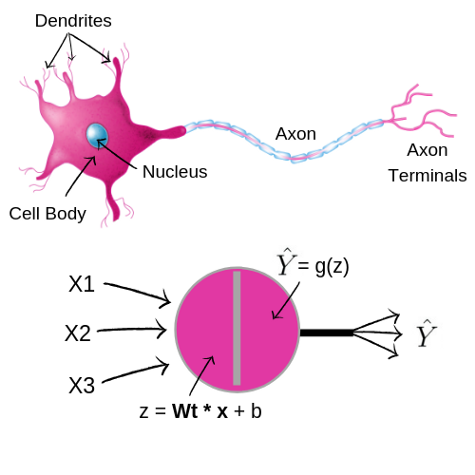 Dendrites
Axon
Axon
Terminals
Nucleus
Cell Body
Ŷ = g(z)
X1
X2
X3
Ŷ
z = Wt * x + b